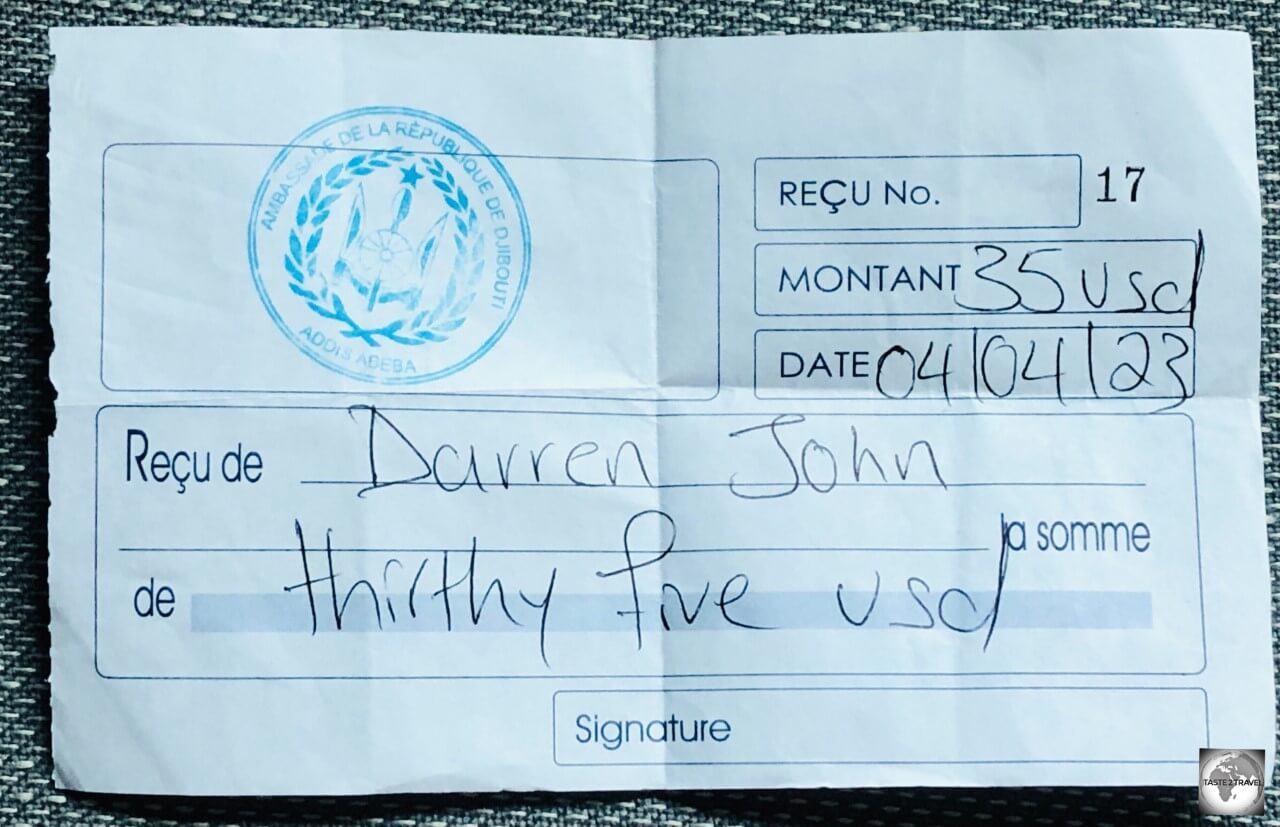 AMBASSADE DE LA RÉPUBLIQUE DE DJIBOUTI
ADDIS ABEBA
REÇU No. 17
MONTANT 35 usd
DATE 04/04/23
Reçu de Darren John
la somme
de thirthy five usd
Signature
TASTE2TRAVEL